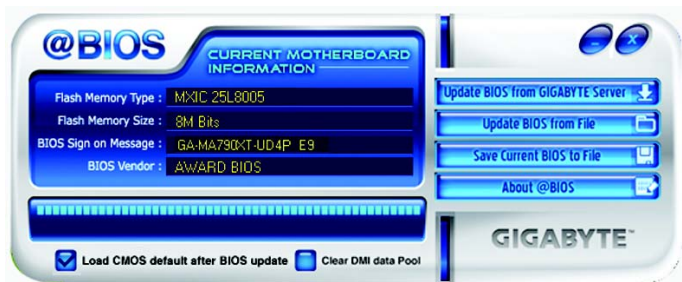 @BIOS
CURRENT MOTHERBOARD
INFORMATION
Flash Memory Type : MXIC 25L8005
Flash Memory Size : 8M Bits
BIOS Sign on Message : GA-MA790XT-UD4P E9
BIOS Vendor : AWARD BIOS
Update BIOS from GIGABYTE Server
Update BIOS from File
Save Current BIOS to File
About @BIOS
Load CMOS default after BIOS update
Clear DMI data Pool
GIGABYTE™